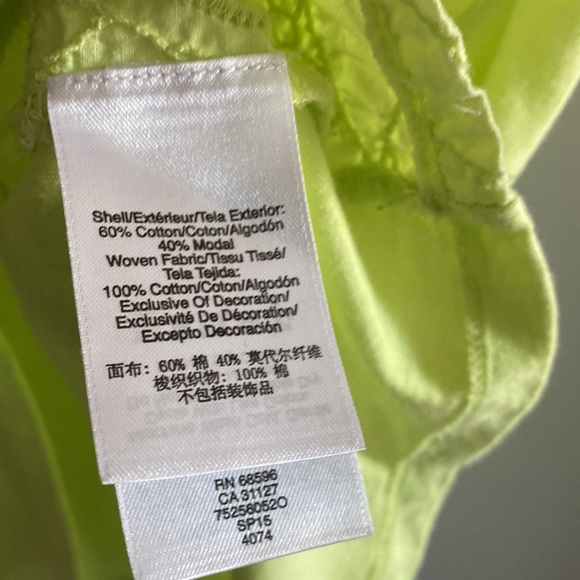 Shell/Extérieur/Tela Exterior:
60% Cotton/Coton/Algodón
40% Modal
Woven Fabric/Tissu Tissé/
Tela Tejida:
100% Cotton/Coton/Algodón
Exclusive Of Decoration/
Exclusivité De Décoration/
Excepto Decoración
面布: 60% 棉 40% 莫代尔纤维
梭织织物: 100% 棉
不包括装饰品
RN 68596
CA 31127
752560520
SP15
4074